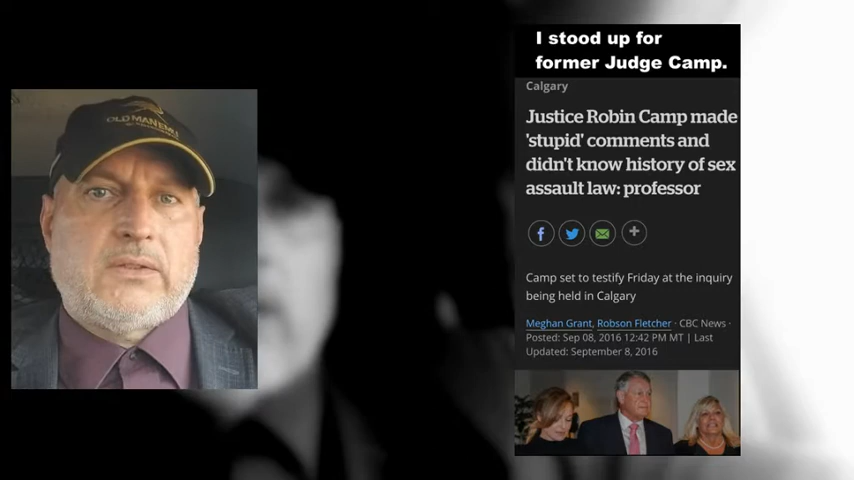 OLD MAN EMU
I stood up for
former Judge Camp.
Calgary
Justice Robin Camp made
'stupid' comments and
didn't know history of sex
assault law: professor
Camp set to testify Friday at the inquiry
being held in Calgary
Meghan Grant, Robson Fletcher · CBC News ·
Posted: Sep 08, 2016 12:42 PM MT | Last
Updated: September 8, 2016